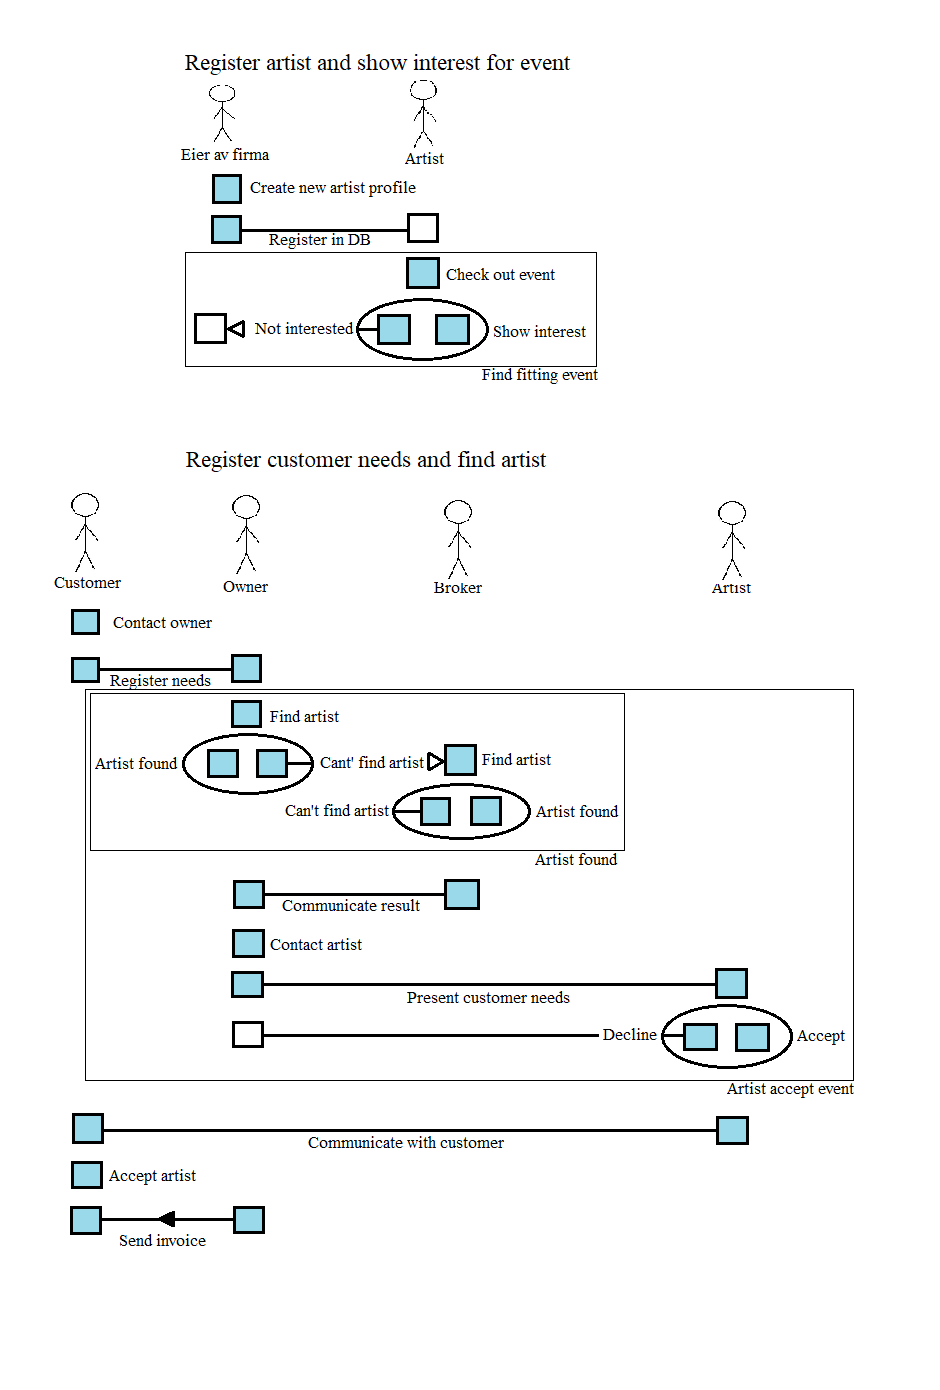 Register artist and show interest for event
Eier av firma
Artist
Create new artist profile
Register in DB
Check out event
Not interested
Show interest
Find fitting event
Register customer needs and find artist
Customer
Owner
Broker
Artist
Contact owner
Register needs
Find artist
Artist found
Cant' find artist
Find artist
Can't find artist
Artist found
Artist found
Communicate result
Contact artist
Present customer needs
Decline
Accept
Artist accept event
Communicate with customer
Accept artist
Send invoice